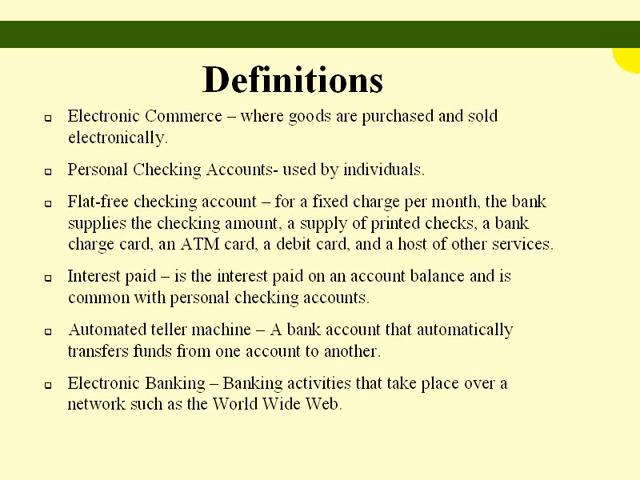 Definitions
Electronic Commerce – where goods are purchased and sold
electronically.
Personal Checking Accounts- used by individuals.
Flat-free checking account – for a fixed charge per month, the bank
supplies the checking amount, a supply of printed checks, a bank
charge card, an ATM card, a debit card, and a host of other services.
Interest paid – is the interest paid on an account balance and is
common with personal checking accounts.
Automated teller machine – A bank account that automatically
transfers funds from one account to another.
Electronic Banking – Banking activities that take place over a
network such as the World Wide Web.